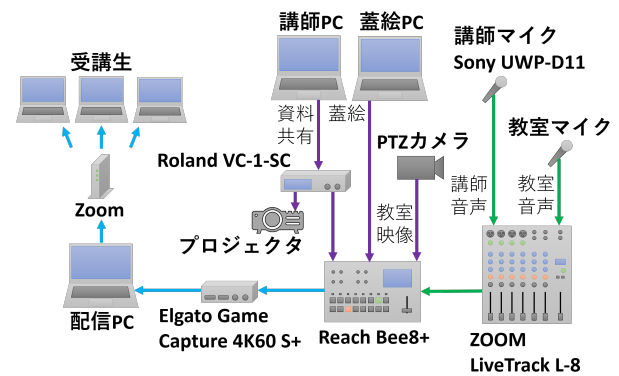 講師PC
蓋絵PC
講師マイク
Sony UWP-D11
受講生
資料
共有
蓋絵
教室マイク
PTZカメラ
Roland VC-1-SC
講師
音声
教室
音声
Zoom
教室
映像
プロジェクタ
配信PC
Elgato Game
Capture 4K60 S+
Reach Bee8+
ZOOM
LiveTrack L-8